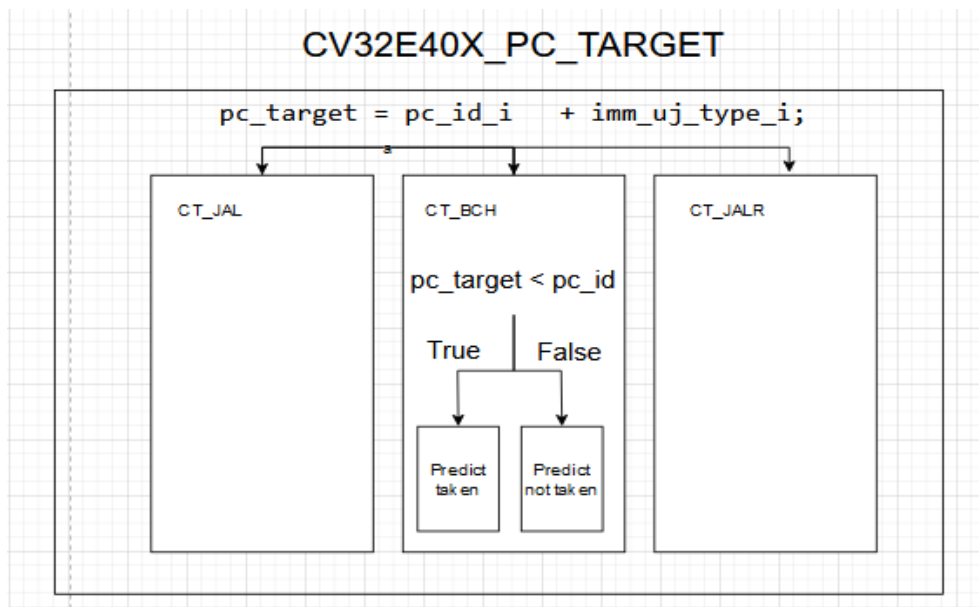 CV32E40X_PC_TARGET
pc_target = pc_id_i + imm_uj_type_i;
a
CT_JAL
CT_BCH
CT_JALR
pc_target < pc_id
True
False
Predict
taken
Predict
not taken